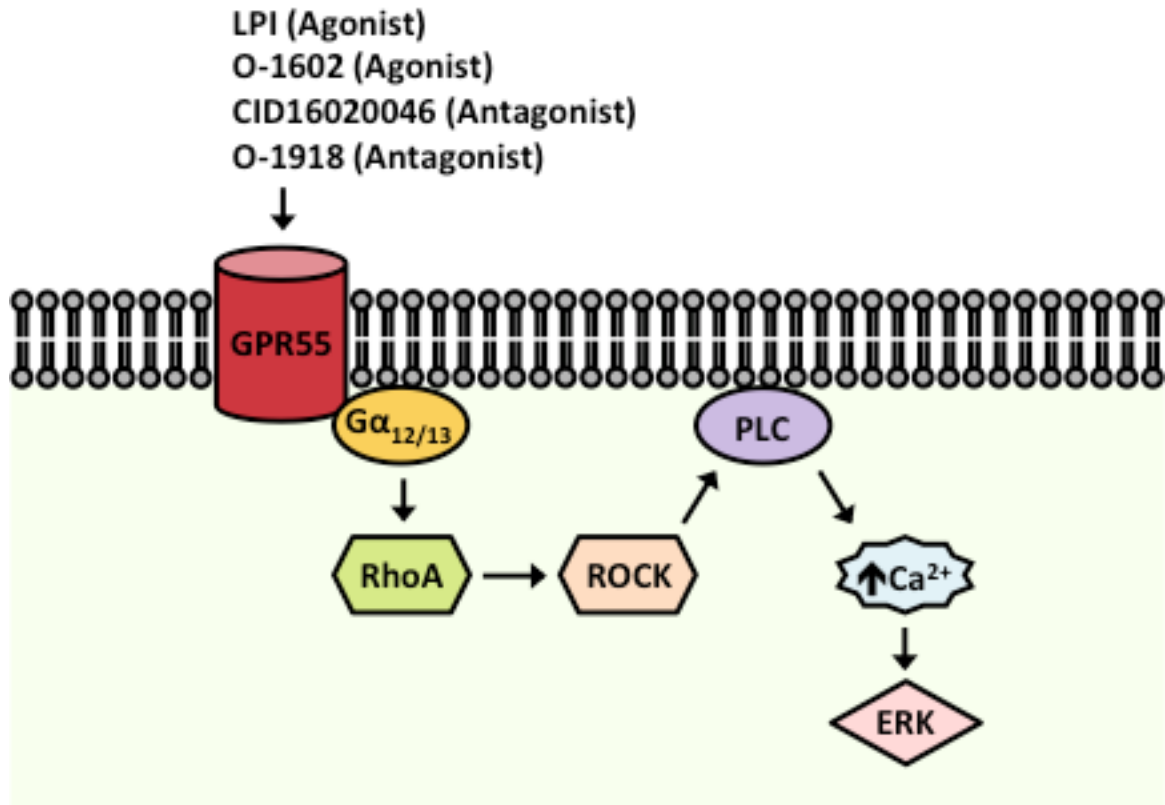 LPI (Agonist)
O-1602 (Agonist)
CID16020046 (Antagonist)
O-1918 (Antagonist)
GPR55
Gα12/13
PLC
RhoA
ROCK
↑Ca²⁺
ERK